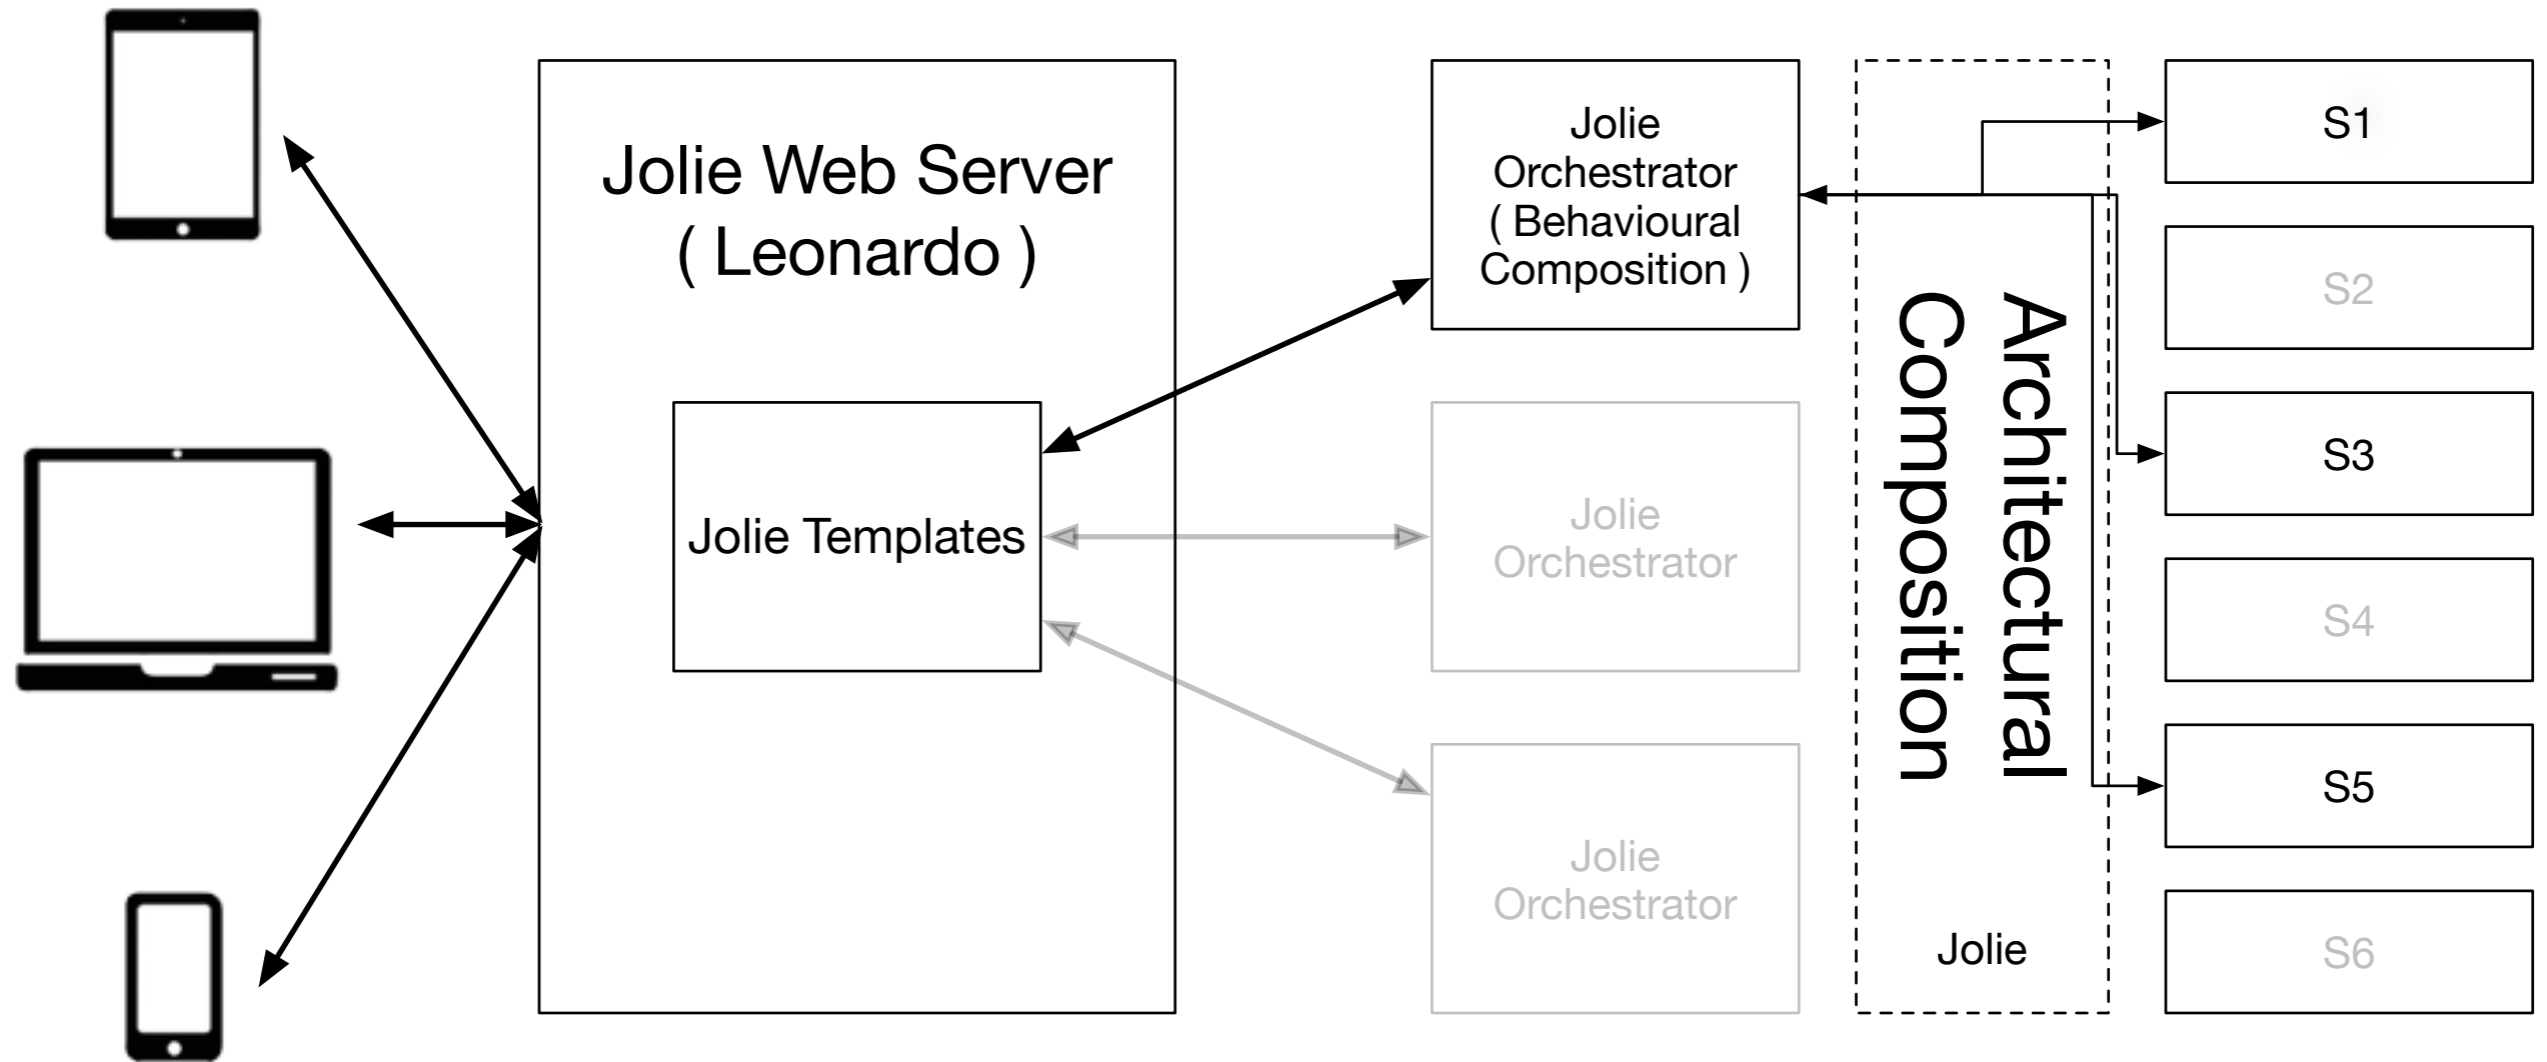 Jolie Web Server
( Leonardo )
Jolie Templates
Jolie
Orchestrator
( Behavioural
Composition )
Jolie
Orchestrator
Jolie
Orchestrator
Architectural
Composition
Jolie
S1
S2
S3
S4
S5
S6